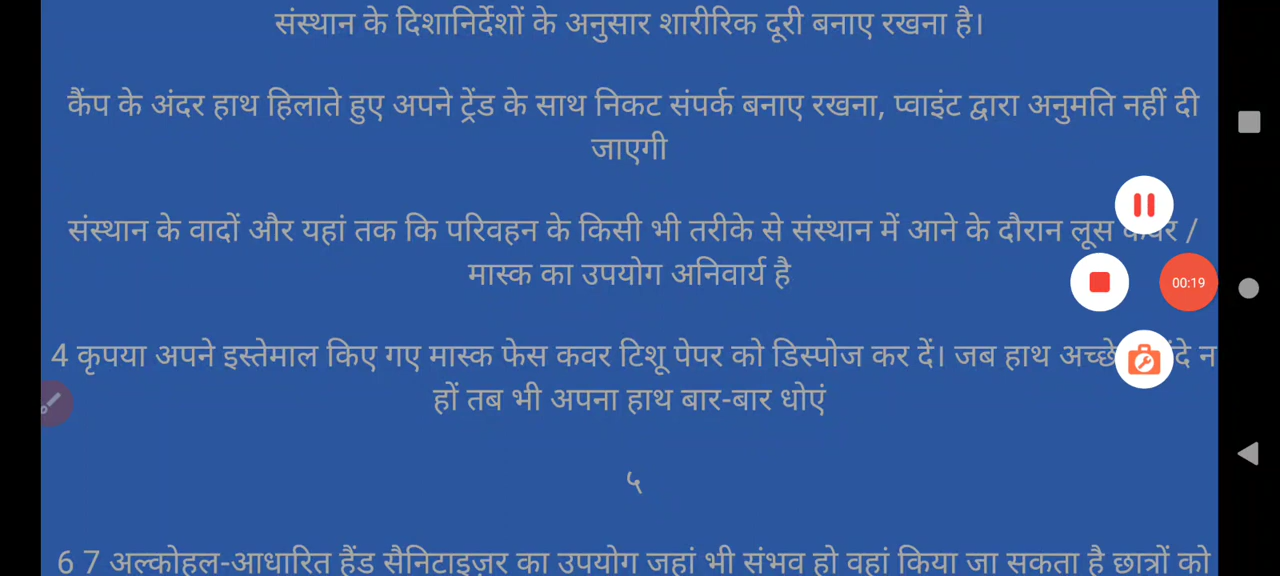 संस्थान के दिशानिर्देशों के अनुसार शारीरिक दूरी बनाए रखना है।
कैंप के अंदर हाथ हिलाते हुए अपने ट्रेंड के साथ निकट संपर्क बनाए रखना, प्वाइंट द्वारा अनुमति नहीं दी
जाएगी
संस्थान के वादों और यहां तक कि परिवहन के किसी भी तरीके से संस्थान में आने के दौरान लूस /
मास्क का उपयोग अनिवार्य है
00:19
4 कृपया अपने इस्तेमाल किए गए मास्क फेस कवर टिशू पेपर को डिस्पोज कर दें। जब हाथ न
हों तब भी अपना हाथ बार-बार धोएं
५
6 7 अल्कोहल-आधारित हैंड सैनिटाइज़र का उपयोग जहां भी संभव हो वहां किया जा सकता है छात्रों को